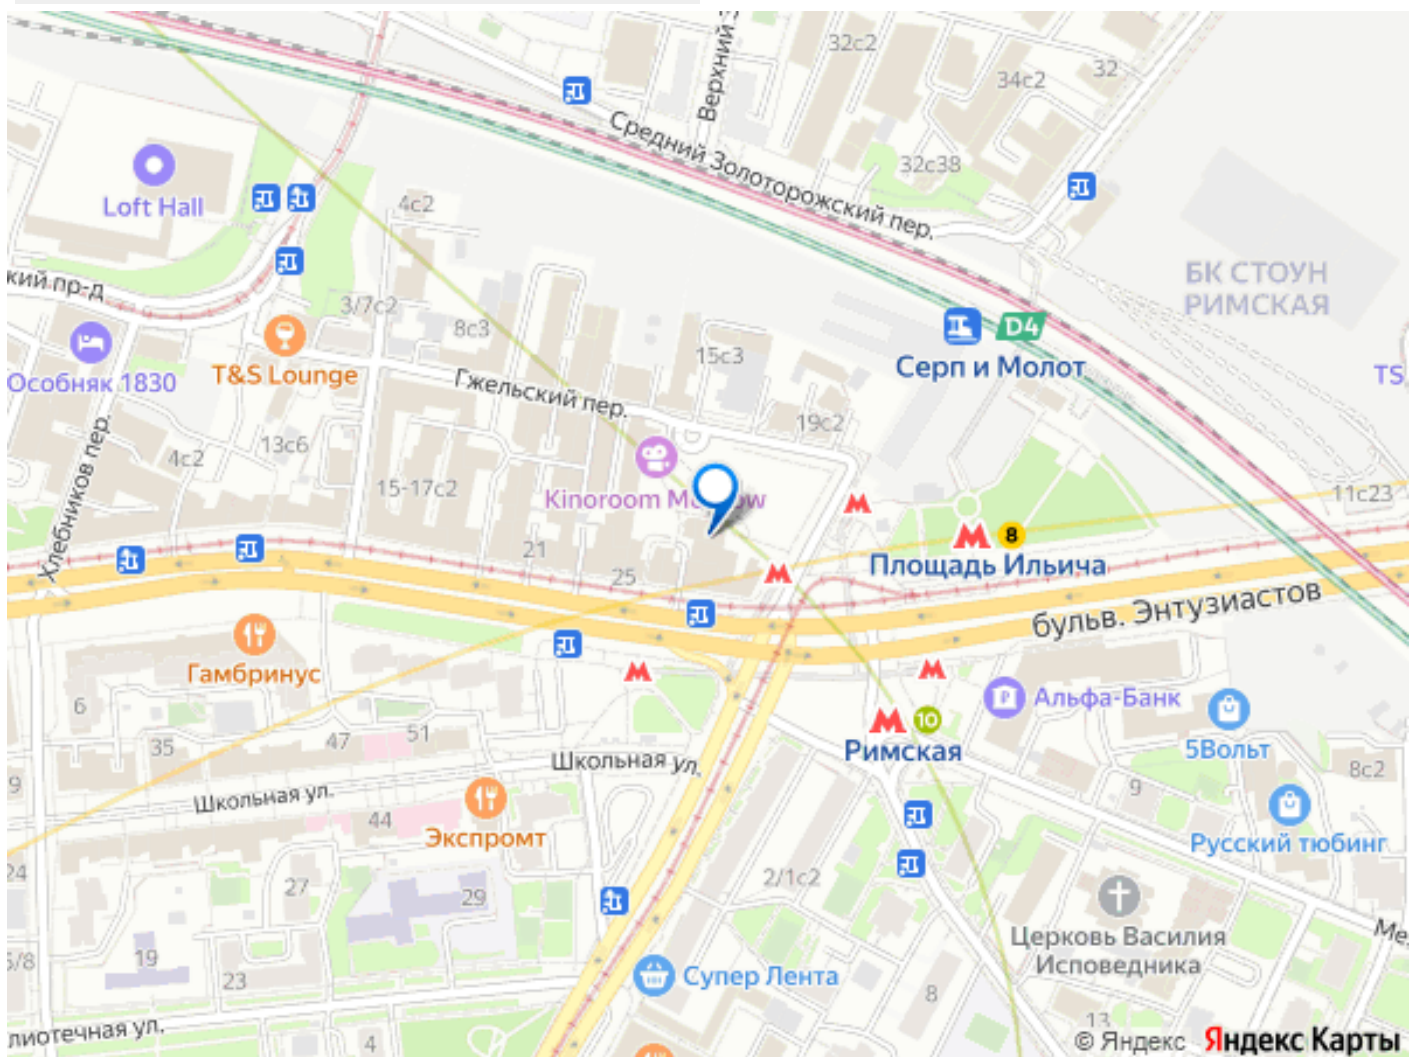 32с2
32
34с2
Верхний З
Средний Золоторожский пер.
32с38
Loft Hall
4с2
БК СТОУН
РИМСКАЯ
кий пр-д
3/7с2
8с3
D4
15с3
Серп и Молот
Особняк 1830
T&S Lounge
TS
Гжельский пер.
19с2
13с6
4с2
Хлебников пер.
15-17с2
Kinoroom M
w
11с23
21
25
8
Площадь Ильича
бульв. Энтузиастов
Гамбринус
6
35
47
51
Альфа-Банк
10
Римская
5Вольт
Школьная ул.
8с2
9
Школьная ул.
9
44
Экспромт
Русский тюбинг
24
27
29
2/1с2
Церковь Василия
Исповедника
Ме
19
5/8
23
Супер Лента
8
13
лиотечная ул.
4
© Яндекс Яндекс Карты